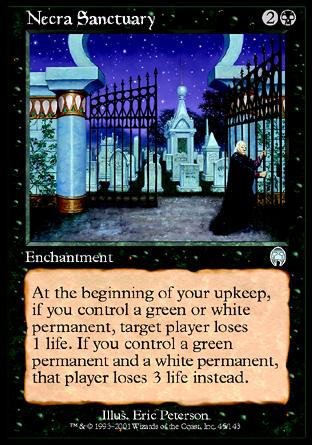 Necra Sanctuary 2
Enchantment
At the beginning of your upkeep,
if you control a green or white
permanent, target player loses
1 life. If you control a green
permanent and a white permanent,
that player loses 3 life instead.
Illus. Eric Peterson
™ & © 1993-2001 Wizards of the Coast, Inc. 45/143